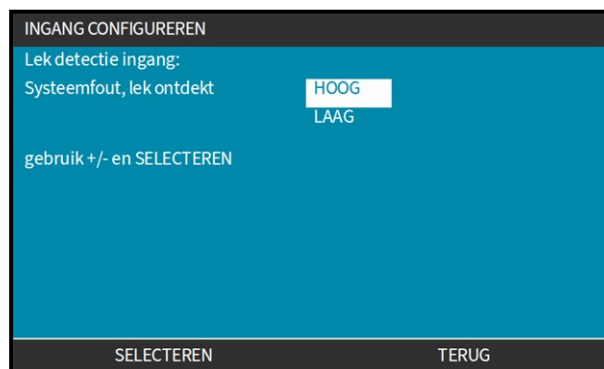 INGANG CONFIGUREREN
Lek detectie ingang:
Systeemfout, lek ontdekt HOOG
LAAG
gebruik +/- en SELECTEREN
SELECTEREN TERUG